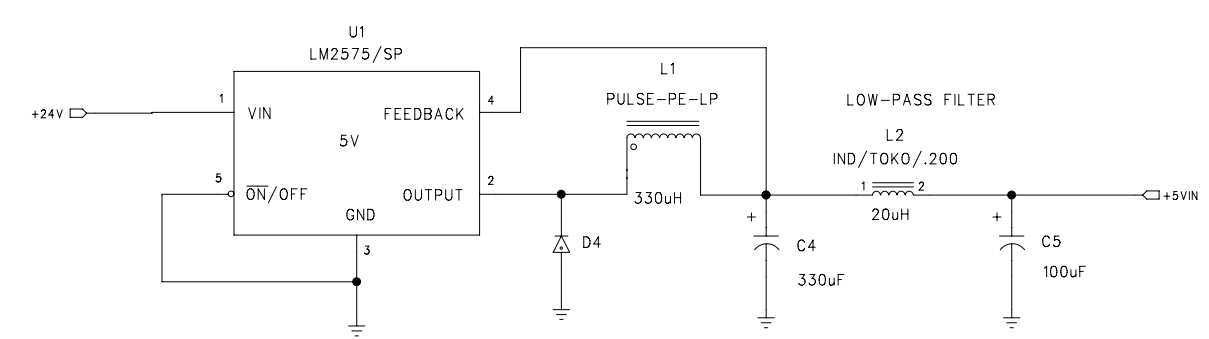 U1
LM2575/SP
L1
PULSE-PE-LP
LOW-PASS FILTER
L2
IND/TOKO/.200
+24V
1
VIN
FEEDBACK
4
5V
5
ON/OFF
OUTPUT
2
330uH
1
2
20uH
+5VIN
GND
3
D4
+
C4
330uF
+
C5
100uF